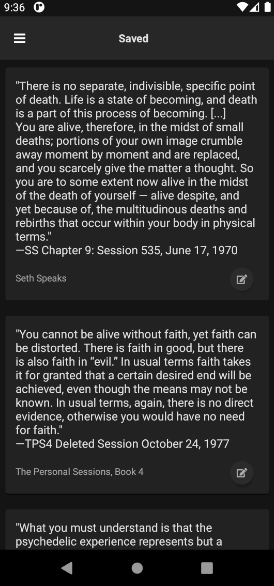 9:36
Saved
"There is no separate, indivisible, specific point
of death. Life is a state of becoming, and death
is a part of this process of becoming. [...]
You are alive, therefore, in the midst of small
deaths; portions of your own image crumble
away moment by moment and are replaced,
and you scarcely give the matter a thought. So
you are to some extent now alive in the midst
of the death of yourself — alive despite, and
yet because of, the multitudinous deaths and
rebirths that occur within your body in physical
terms."
—SS Chapter 9: Session 535, June 17, 1970
Seth Speaks
"You cannot be alive without faith, yet faith can
be distorted. There is faith in good, but there
is also faith in “evil.” In usual terms faith takes
it for granted that a certain desired end will be
achieved, even though the means may not be
known. In usual terms, again, there is no direct
evidence, otherwise you would have no need
for faith."
—TPS4 Deleted Session October 24, 1977
The Personal Sessions, Book 4
"What you must understand is that the
psychedelic experience represents but a